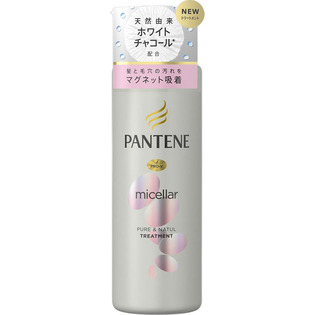 天然由来
ホワイト
チャコール*
配合
髪と毛穴の汚れを
マグネット吸着
NEW
PANTENE
PRO-V
micellar
PURE & NATUL
TREATMENT